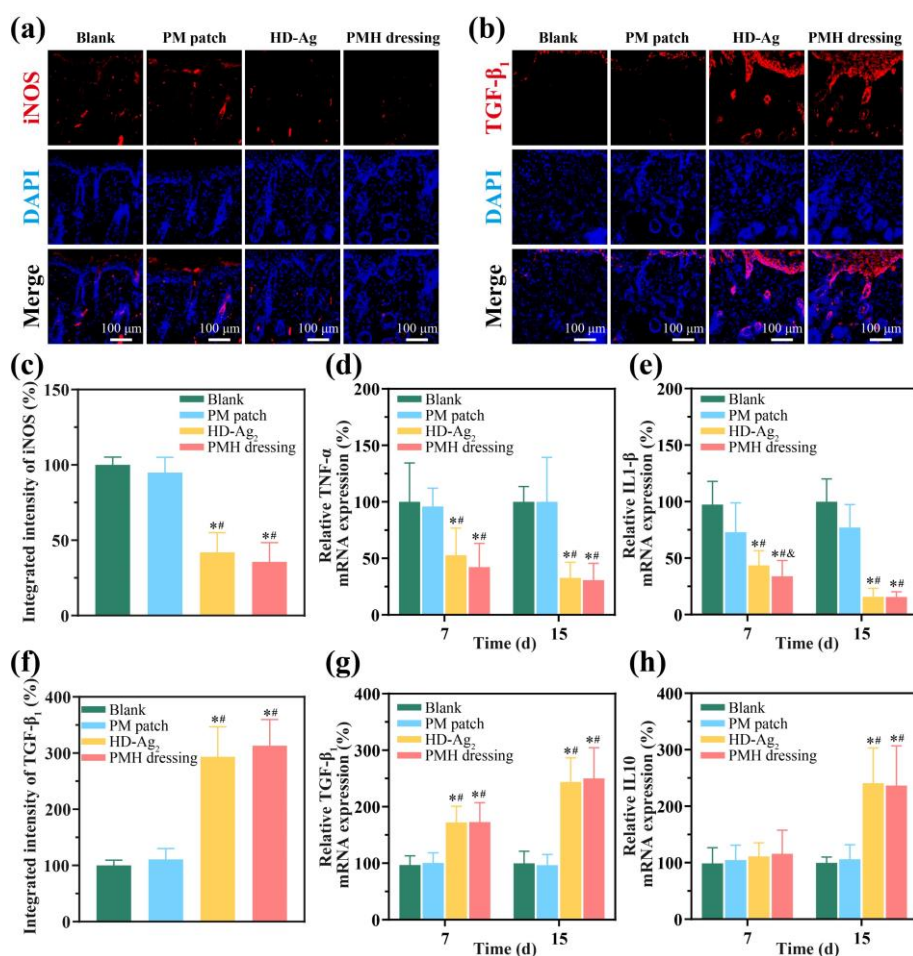 (a)
Blank PM patch HD-Ag PMH dressing
iNOS
DAPI
Merge
100 μm 100 μm 100 μm 100 μm
(b)
Blank PM patch HD-Ag PMH dressing
TGF-β₁
DAPI
Merge
100 μm 100 μm 100 μm 100 μm
(c)
Integrated intensity of iNOS (%)
150
100
50
0
Blank
PM patch
HD-Ag₂
PMH dressing
*# *#
(d)
Relative TNF-α
mRNA expression (%)
200
150
100
50
0
Blank
PM patch
HD-Ag₂
PMH dressing
*# *# *# *#
7 15
Time (d)
(e)
Relative IL1-β
mRNA expression (%)
200
150
100
50
0
Blank
PM patch
HD-Ag₂
PMH dressing
*# *#& *# *#
7 15
Time (d)
(f)
Integrated intensity of TGF-β₁ (%)
400
300
200
100
0
Blank
PM patch
HD-Ag₂
PMH dressing
*# *#
(g)
Relative TGF-β₁
mRNA expression (%)
400
300
200
100
0
Blank
PM patch
HD-Ag₂
PMH dressing
*# *# *# *#
7 15
Time (d)
(h)
Relative IL10
mRNA expression (%)
400
300
200
100
0
Blank
PM patch
HD-Ag₂
PMH dressing
*# *#
7 15
Time (d)